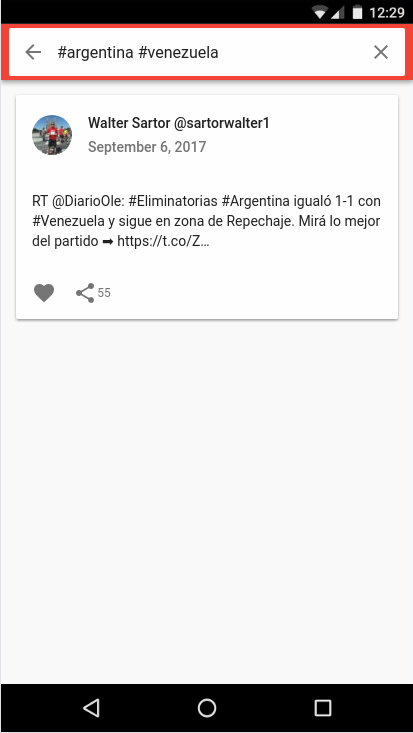 12:29
#argentina #venezuela
Walter Sartor @sartorwalter1
September 6, 2017
RT @DiarioOle: #Eliminatorias #Argentina igualó 1-1 con
#Venezuela y sigue en zona de Repechaje. Mirá lo mejor
del partido ➡ https://t.co/Z…
55